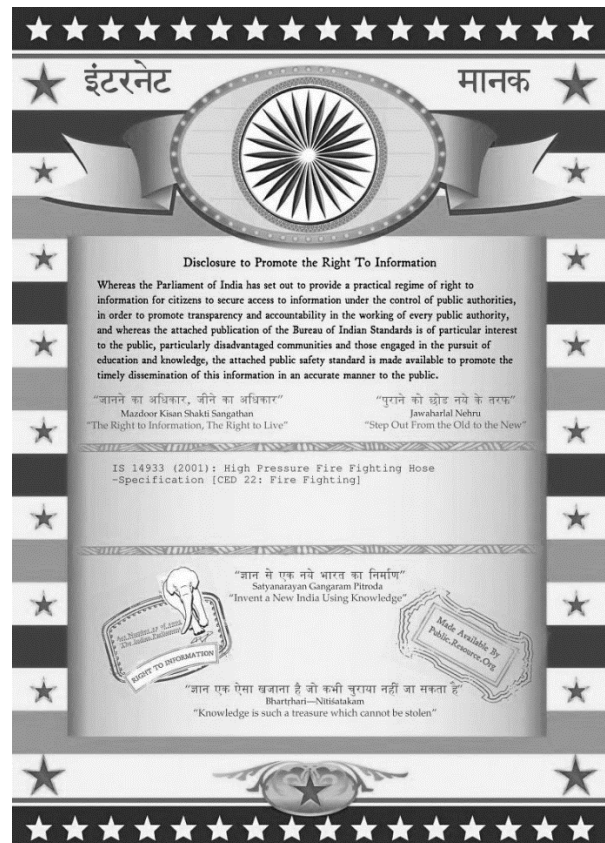 इंटरनेट मानक
Disclosure to Promote the Right To Information
Whereas the Parliament of India has set out to provide a practical regime of right to
information for citizens to secure access to information under the control of public authorities,
in order to promote transparency and accountability in the working of every public authority,
and whereas the attached publication of the Bureau of Indian Standards is of particular interest
to the public, particularly disadvantaged communities and those engaged in the pursuit of
education and knowledge, the attached public safety standard is made available to promote the
timely dissemination of this information in an accurate manner to the public.
"जानने का अधिकार, जीने का अधिकार"
Mazdoor Kisan Shakti Sangathan
"The Right to Information, The Right to Live"
"पुराने को छोड नये के तरफ"
Jawaharlal Nehru
"Step Out From the Old to the New"
IS 14933 (2001): High Pressure Fire Fighting Hose
-Specification [CED 22: Fire Fighting]
"ज्ञान से एक नये भारत का निर्माण"
Satyanarayan Gangaram Pitroda
"Invent a New India Using Knowledge"
RIGHT TO INFORMATION
Made Available By
Public.Resource.Org
"ज्ञान एक ऐसा खजाना है जो कभी चुराया नहीं जा सकता है"
Bhartṛhari—Nītiśatakam
"Knowledge is such a treasure which cannot be stolen"